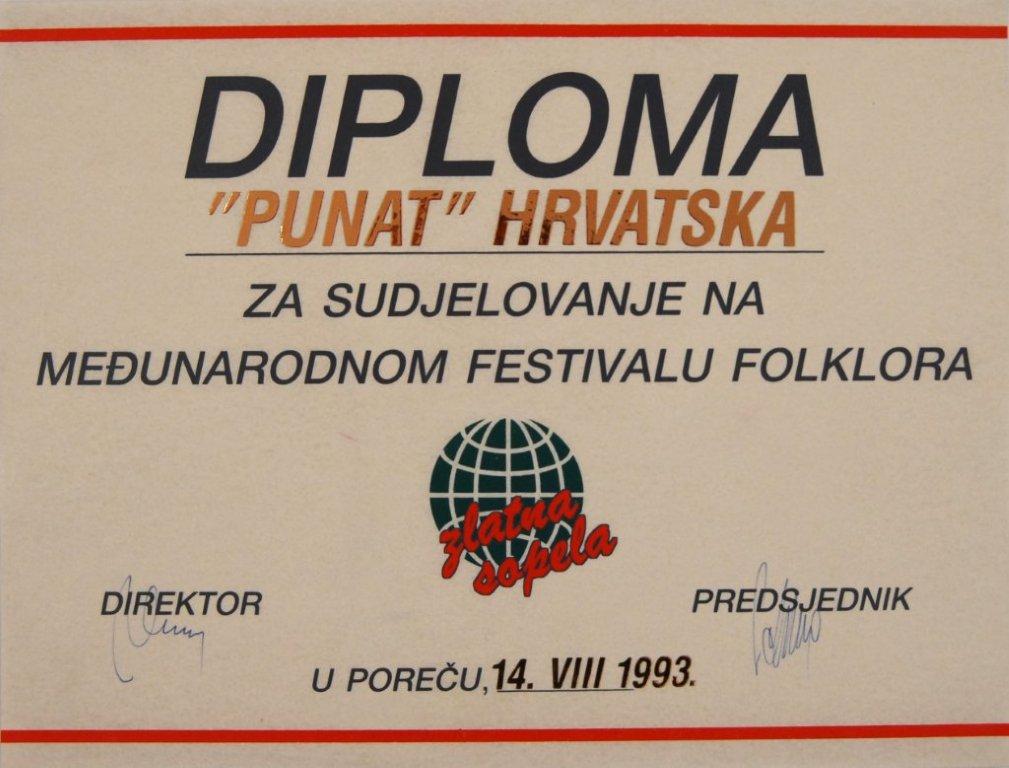 DIPLOMA
"PUNAT" HRVATSKA
ZA SUDJELOVANJE NA
MEĐUNARODNOM FESTIVALU FOLKLORA
zlatna
sopela
DIREKTOR
PREDSJEDNIK
U POREČU, 14. VIII 1993.